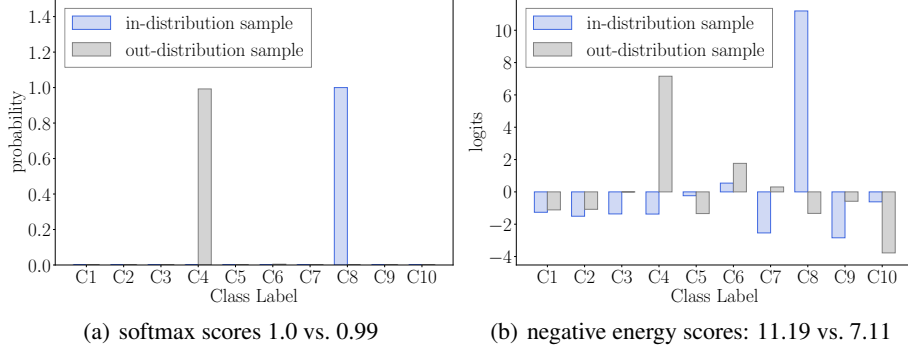 in-distribution sample
out-distribution sample
probability
1.4
1.2
1.0
0.8
0.6
0.4
0.2
0.0
C1 C2 C3 C4 C5 C6 C7 C8 C9 C10
Class Label
(a) softmax scores 1.0 vs. 0.99
in-distribution sample
out-distribution sample
logits
10
8
6
4
2
0
−2
−4
C1 C2 C3 C4 C5 C6 C7 C8 C9 C10
Class Label
(b) negative energy scores: 11.19 vs. 7.11